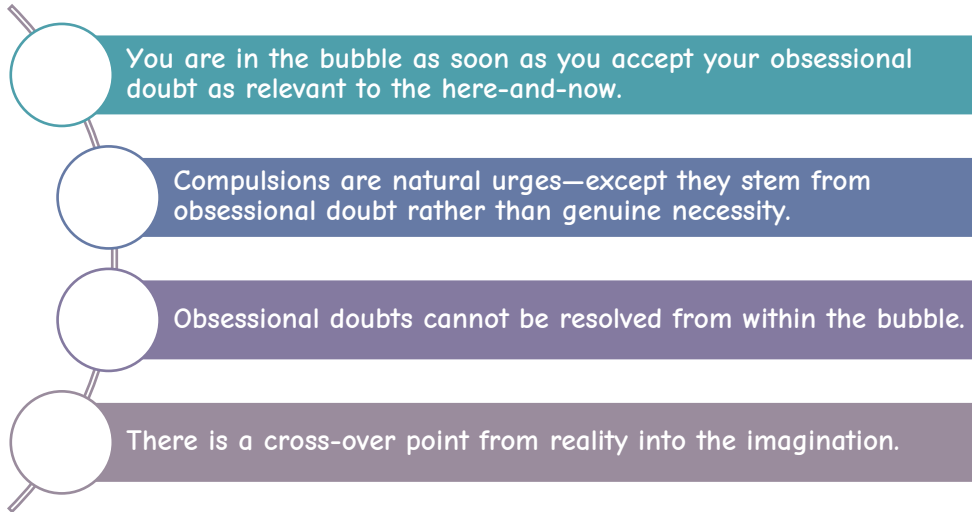 You are in the bubble as soon as you accept your obsessional
doubt as relevant to the here-and-now.
Compulsions are natural urges—except they stem from
obsessional doubt rather than genuine necessity.
Obsessional doubts cannot be resolved from within the bubble.
There is a cross-over point from reality into the imagination.